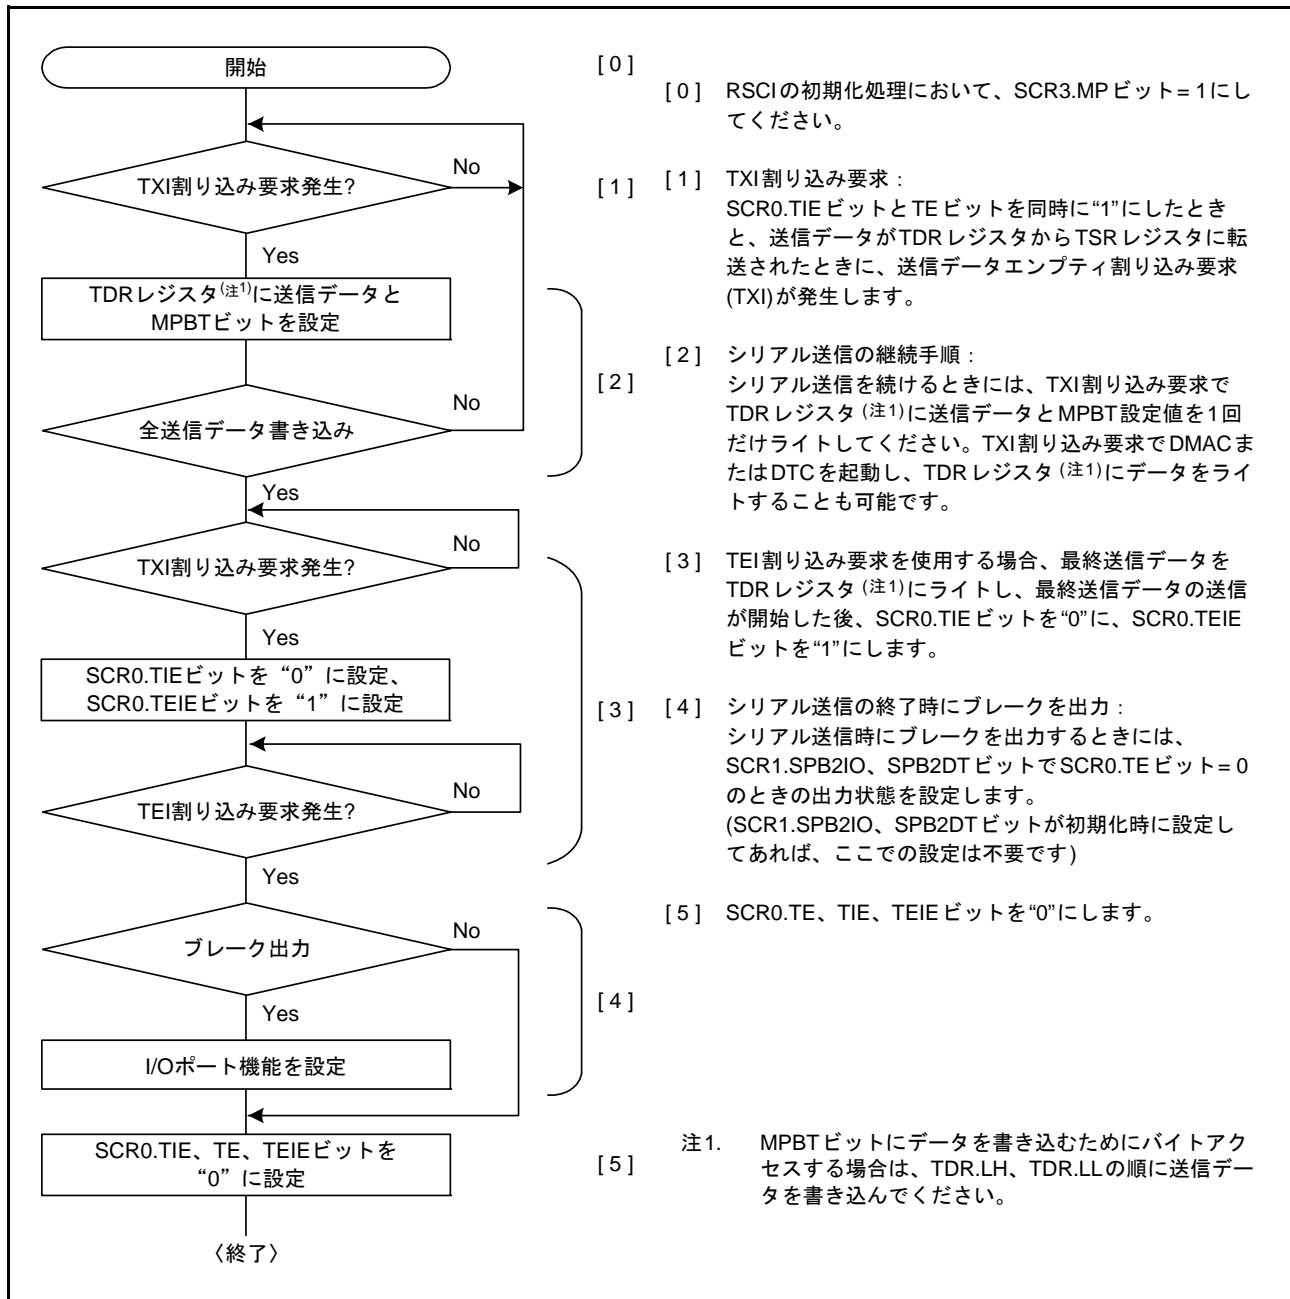 開始
TXI割り込み要求発生?
No
Yes
TDRレジスタ(注1)に送信データと
MPBTビットを設定
全送信データ書き込み
No
Yes
TXI割り込み要求発生?
No
Yes
SCR0.TIEビットを“0”に設定、
SCR0.TEIEビットを“1”に設定
TEI割り込み要求発生?
No
Yes
ブレーク出力
No
Yes
I/Oポート機能を設定
SCR0.TIE、TE、TEIEビットを
“0”に設定
〈終了〉
[ 0 ]
[ 1 ]
[ 2 ]
[ 3 ]
[ 4 ]
[ 5 ]
[ 0 ] RSCIの初期化処理において、SCR3.MPビット= 1にし
てください。
[ 1 ] TXI割り込み要求:
SCR0.TIEビットとTEビットを同時に“1”にしたとき
と、送信データがTDRレジスタからTSRレジスタに転
送されたときに、送信データエンプティ割り込み要求
(TXI)が発生します。
[ 2 ] シリアル送信の継続手順:
シリアル送信を続けるときには、TXI割り込み要求で
TDRレジスタ(注1)に送信データとMPBT設定値を1回
だけライトしてください。TXI割り込み要求でDMACま
たはDTCを起動し、TDRレジスタ(注1)にデータをライ
トすることも可能です。
[ 3 ] TEI割り込み要求を使用する場合、最終送信データを
TDRレジスタ(注1)にライトし、最終送信データの送信
が開始した後、SCR0.TIEビットを“0”に、SCR0.TEIE
ビットを“1”にします。
[ 4 ] シリアル送信の終了時にブレークを出力:
シリアル送信時にブレークを出力するときには、
SCR1.SPB2IO、SPB2DTビットでSCR0.TEビット= 0
のときの出力状態を設定します。
(SCR1.SPB2IO、SPB2DTビットが初期化時に設定し
てあれば、ここでの設定は不要です)
[ 5 ] SCR0.TE、TIE、TEIEビットを“0”にします。
注1. MPBTビットにデータを書き込むためにバイトアク
セスする場合は、TDR.LH、TDR.LLの順に送信デー
タを書き込んでください。